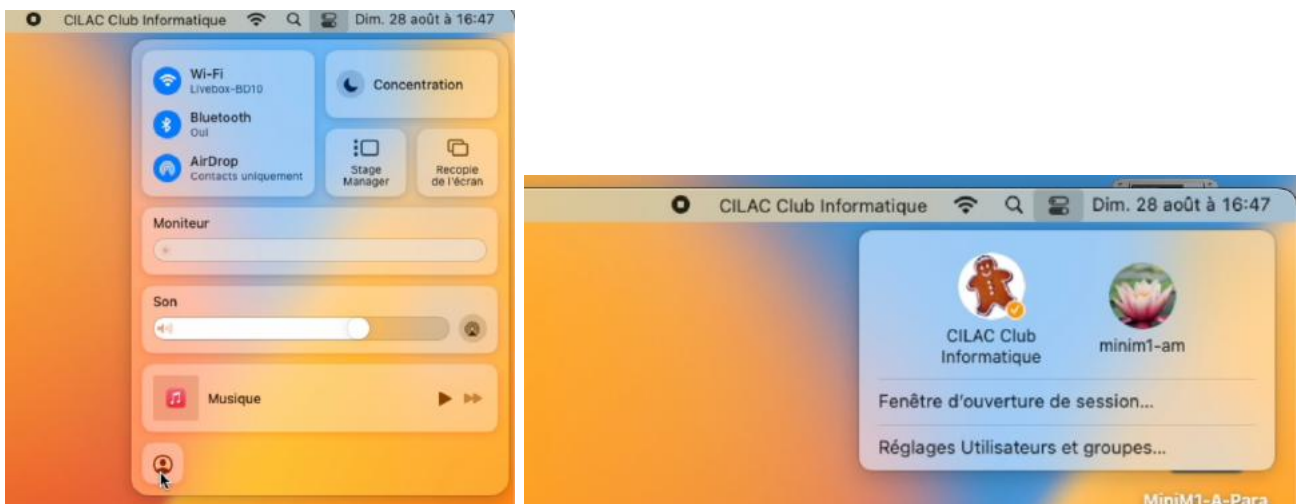 CILAC Club Informatique Dim. 28 août à 16:47
Wi-Fi
Livebox-BD10
Bluetooth
Oui
AirDrop
Contacts uniquement
Concentration
Stage
Manager
Recopie
de l'écran
Moniteur
Son
Musique
CILAC Club Informatique Dim. 28 août à 16:47
CILAC Club
Informatique
minim1-am
Fenêtre d'ouverture de session...
Réglages Utilisateurs et groupes...
MiniM1-A-Para